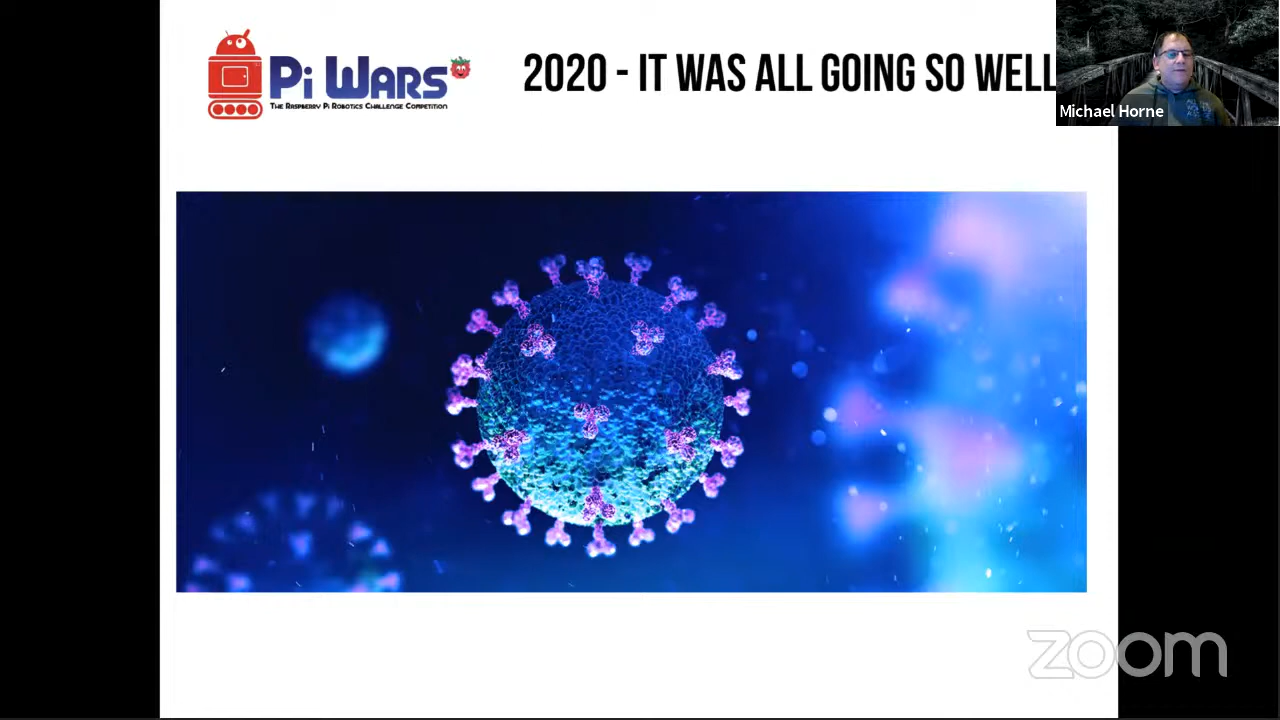 Pi Wars
The Raspberry Pi Robotics Challenge Competition
2020 - IT WAS ALL GOING SO WELL
Michael Horne
zoom